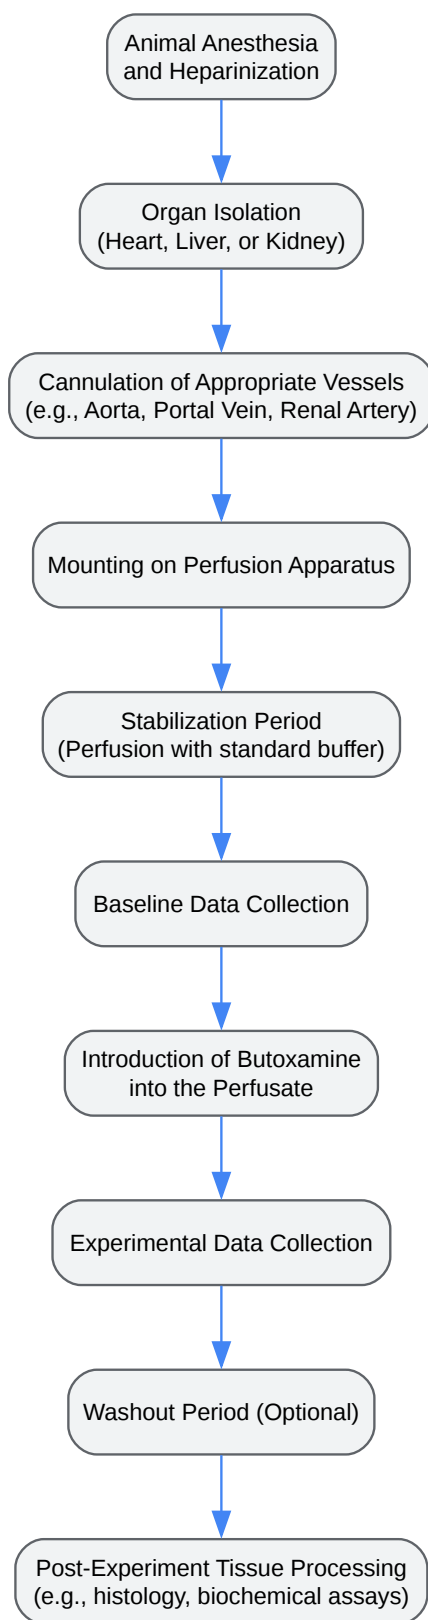 Animal Anesthesia
and Heparinization
Organ Isolation
(Heart, Liver, or Kidney)
Cannulation of Appropriate Vessels
(e.g., Aorta, Portal Vein, Renal Artery)
Mounting on Perfusion Apparatus
Stabilization Period
(Perfusion with standard buffer)
Baseline Data Collection
Introduction of Butoxamine
into the Perfusate
Experimental Data Collection
Washout Period (Optional)
Post-Experiment Tissue Processing
(e.g., histology, biochemical assays)